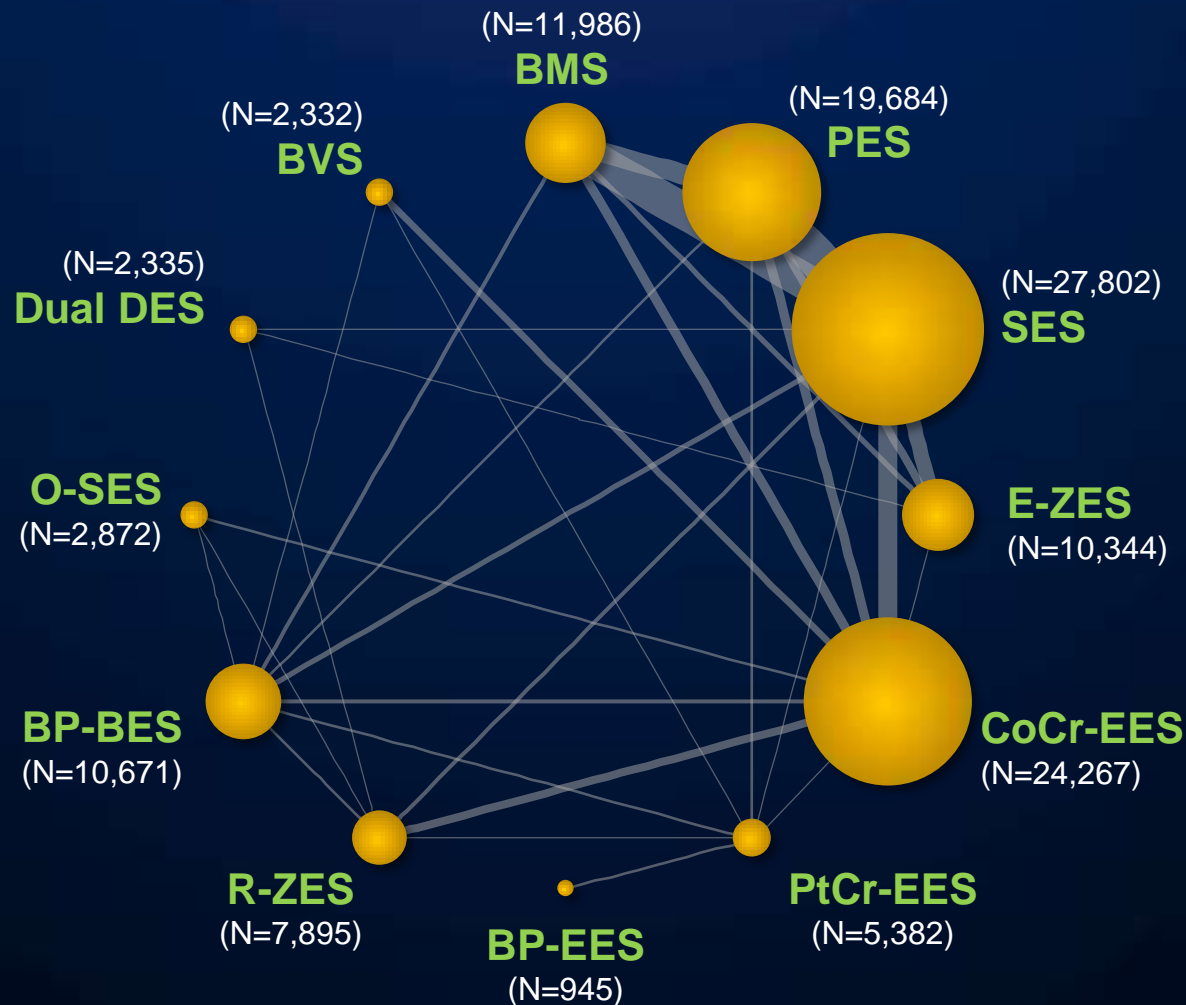 (N=11,986)
BMS
(N=19,684)
PES
(N=2,332)
BVS
(N=2,335)
Dual DES
(N=27,802)
SES
O-SES
(N=2,872)
E-ZES
(N=10,344)
BP-BES
(N=10,671)
CoCr-EES
(N=24,267)
R-ZES
(N=7,895)
BP-EES
(N=945)
PtCr-EES
(N=5,382)